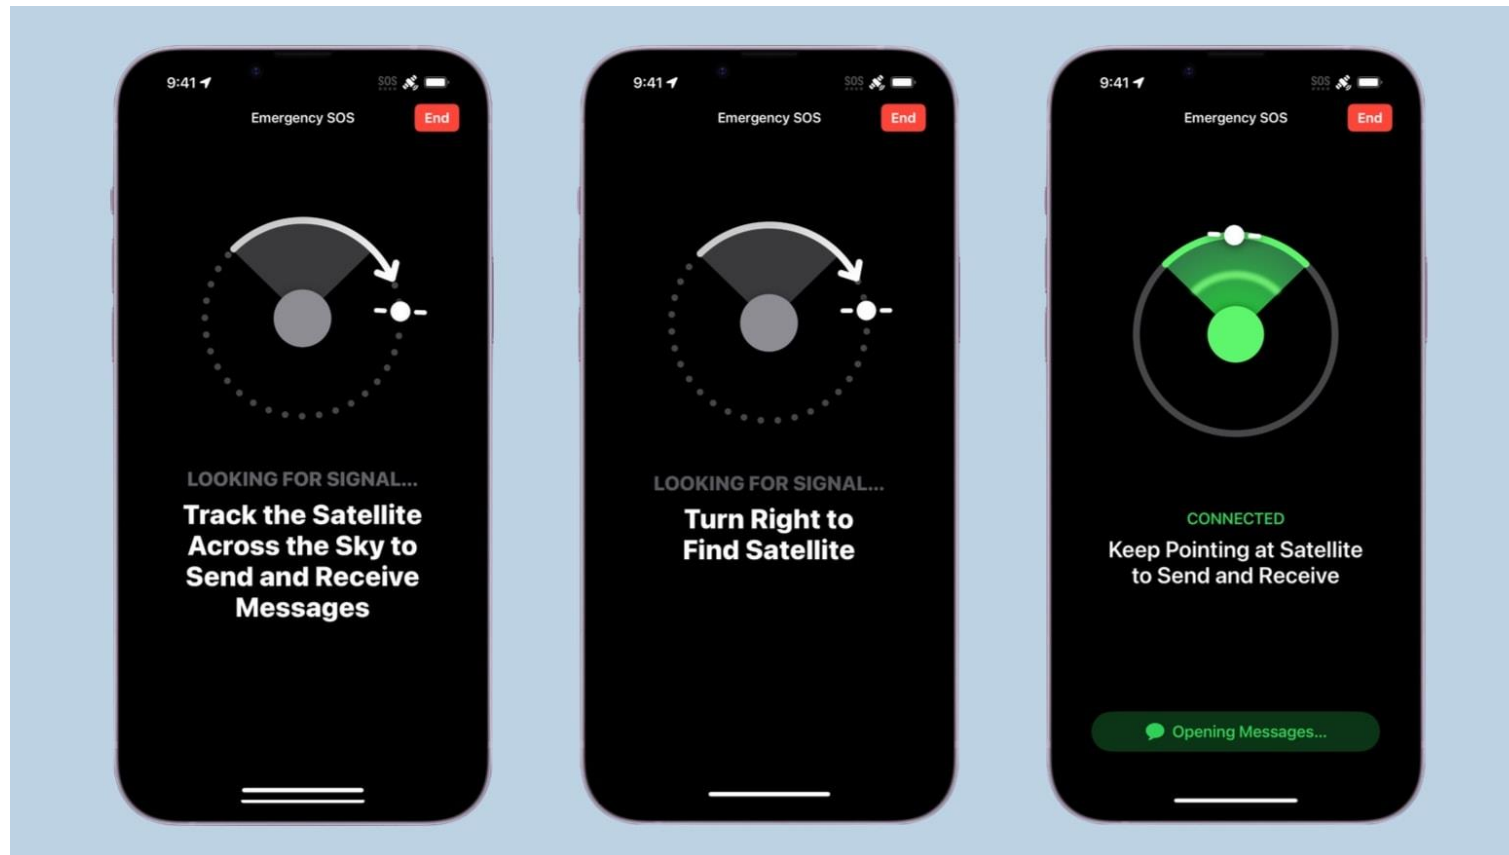 9:41
SOS
Emergency SOS
End
LOOKING FOR SIGNAL...
Track the Satellite
Across the Sky to
Send and Receive
Messages
9:41
SOS
Emergency SOS
End
LOOKING FOR SIGNAL...
Turn Right to
Find Satellite
9:41
SOS
Emergency SOS
End
CONNECTED
Keep Pointing at Satellite
to Send and Receive
Opening Messages...